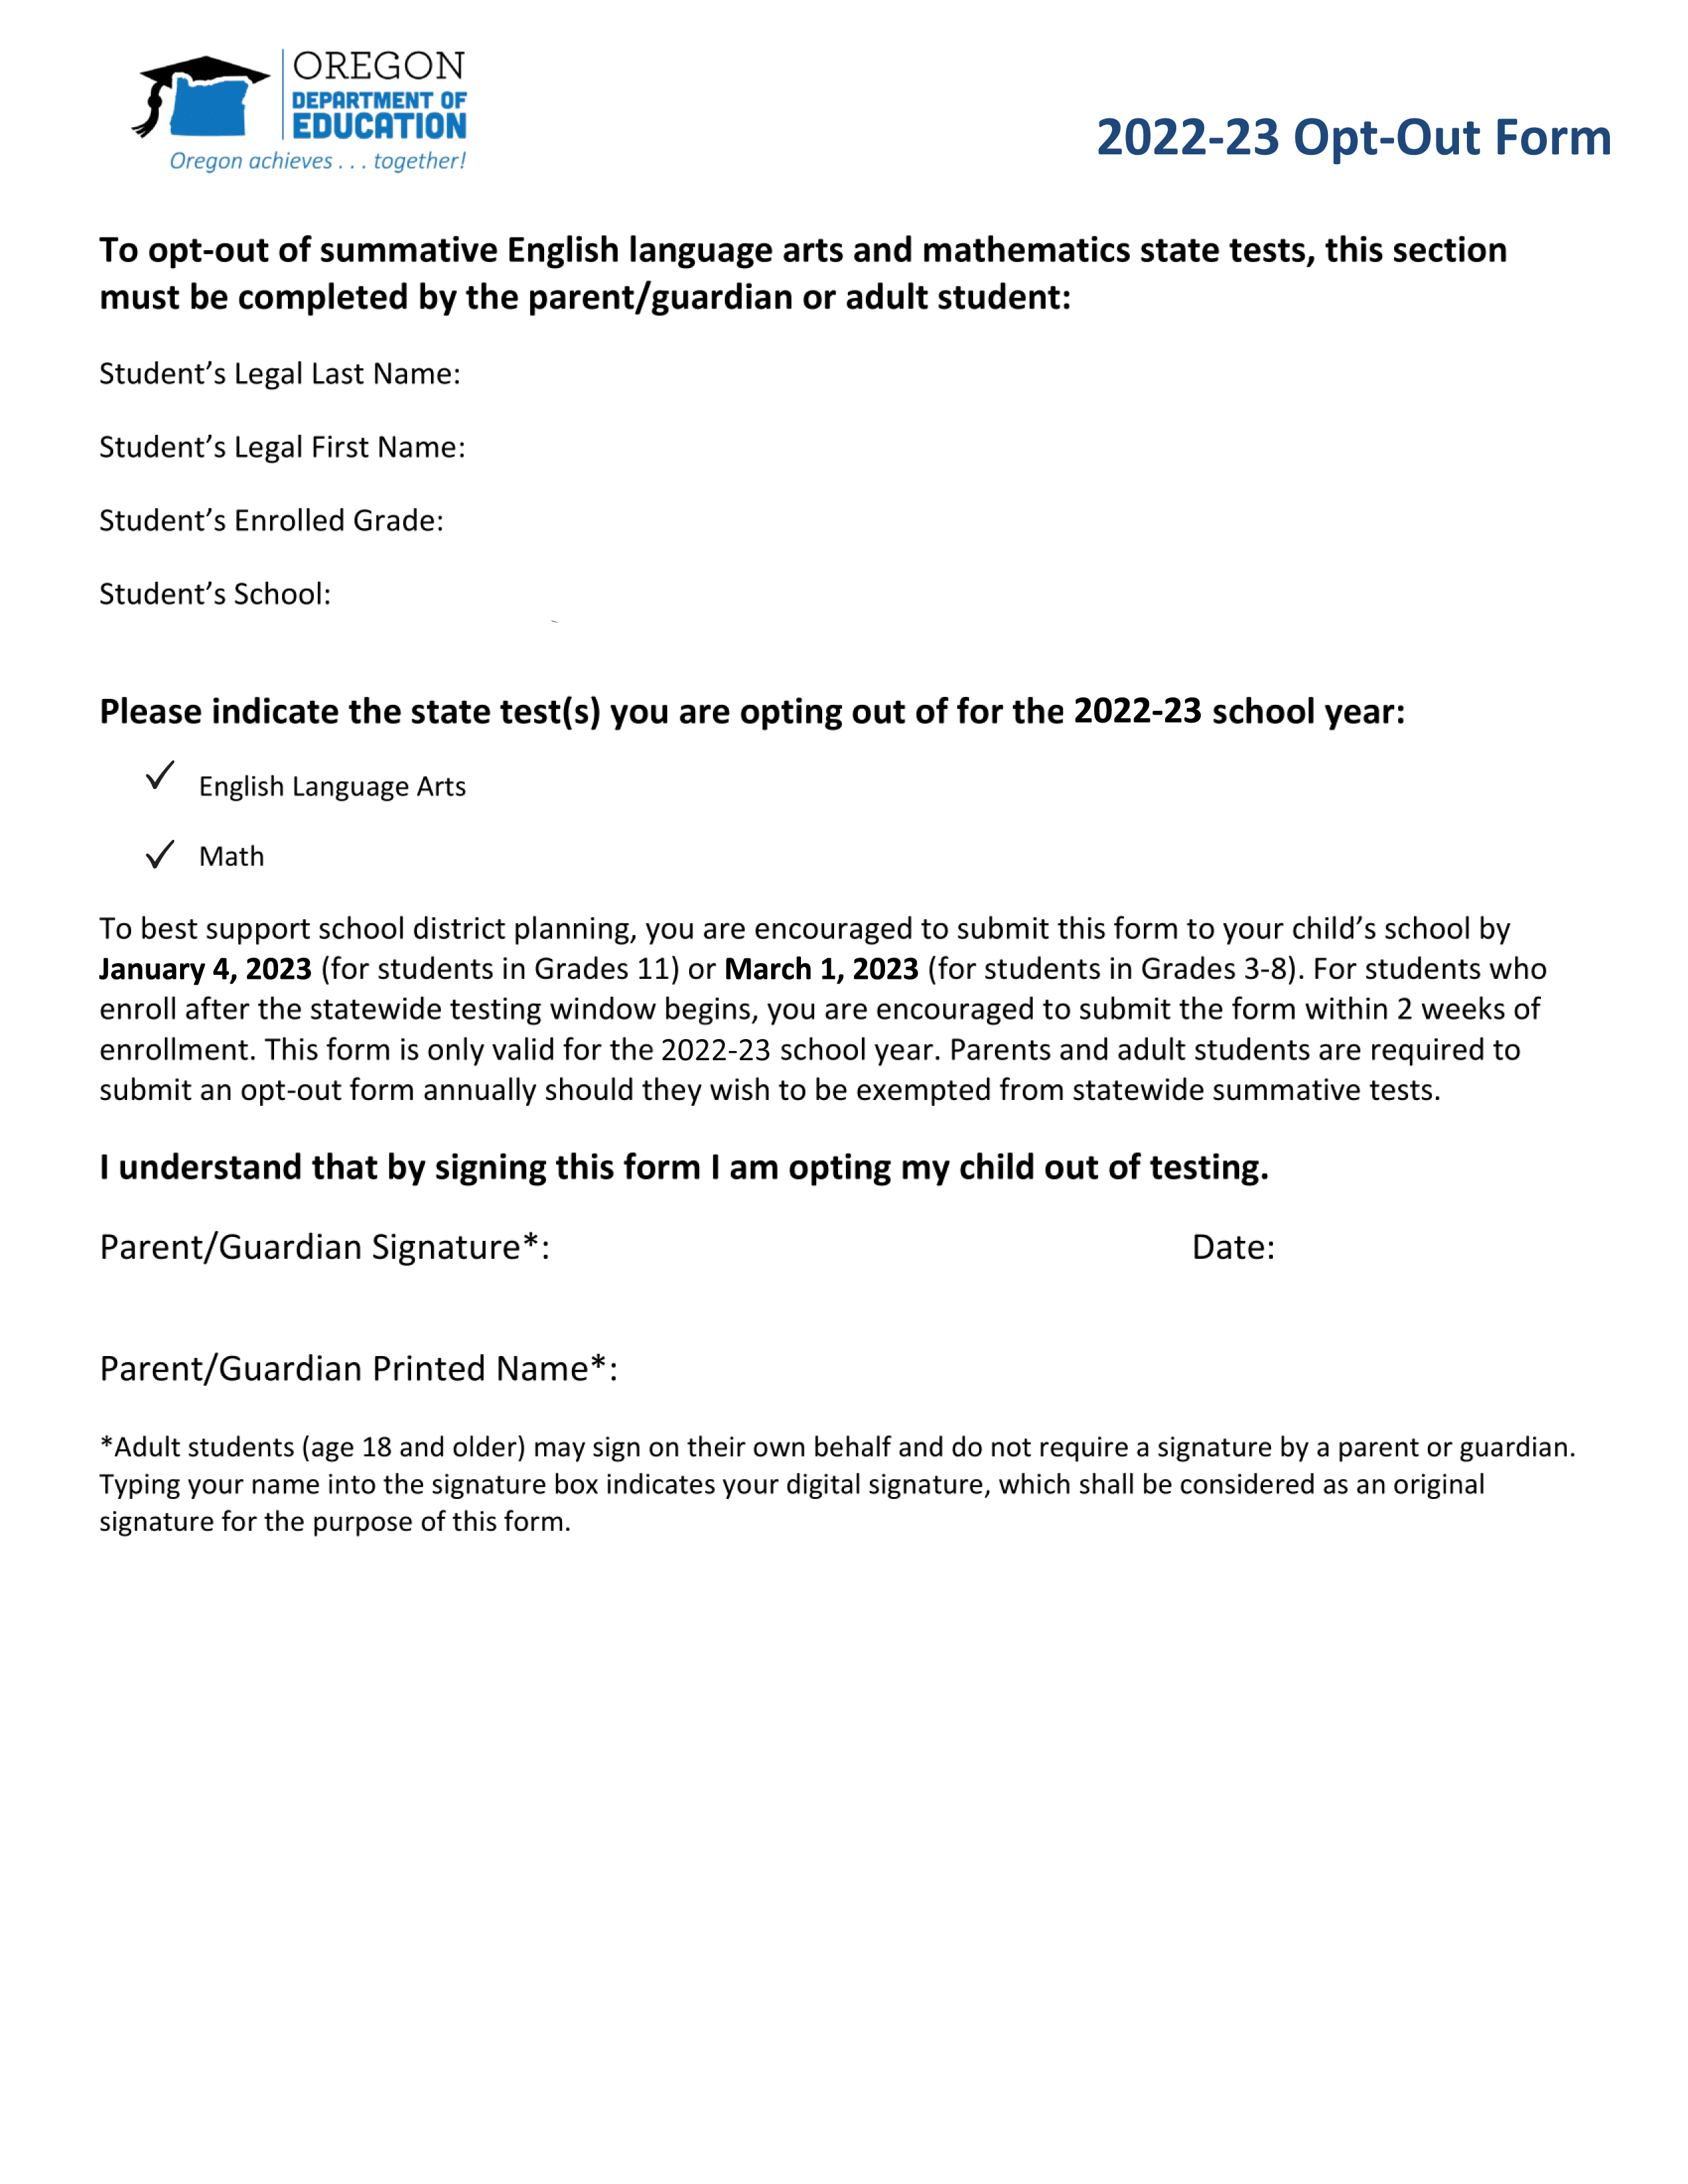 OREGON
DEPARTMENT OF
EDUCATION
Oregon achieves . . . together!
2022-23 Opt-Out Form
To opt-out of summative English language arts and mathematics state tests, this section
must be completed by the parent/guardian or adult student:
Student’s Legal Last Name:
Student’s Legal First Name:
Student’s Enrolled Grade:
Student’s School:
Please indicate the state test(s) you are opting out of for the 2022-23 school year:
✓ English Language Arts
✓ Math
To best support school district planning, you are encouraged to submit this form to your child’s school by
January 4, 2023 (for students in Grades 11) or March 1, 2023 (for students in Grades 3-8). For students who
enroll after the statewide testing window begins, you are encouraged to submit the form within 2 weeks of
enrollment. This form is only valid for the 2022-23 school year. Parents and adult students are required to
submit an opt-out form annually should they wish to be exempted from statewide summative tests.
I understand that by signing this form I am opting my child out of testing.
Parent/Guardian Signature*: Date:
Parent/Guardian Printed Name*:
*Adult students (age 18 and older) may sign on their own behalf and do not require a signature by a parent or guardian.
Typing your name into the signature box indicates your digital signature, which shall be considered as an original
signature for the purpose of this form.